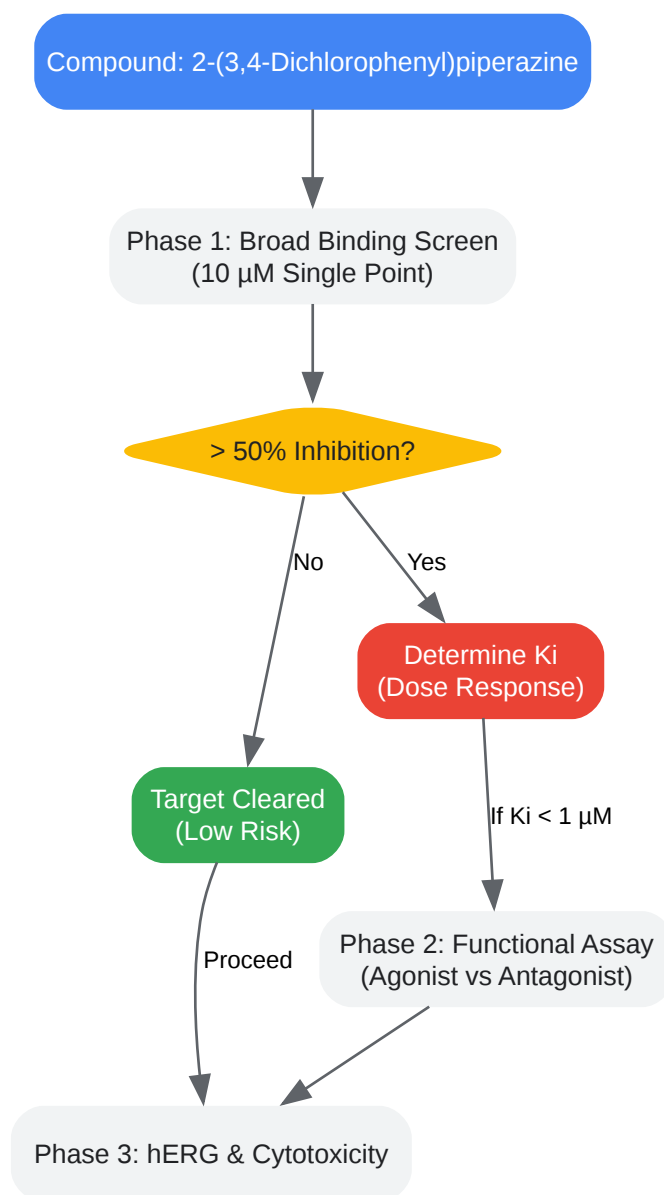 Compound: 2-(3,4-Dichlorophenyl)piperazine
Phase 1: Broad Binding Screen
(10 µM Single Point)
> 50% Inhibition?
No
Yes
Determine Ki
(Dose Response)
Target Cleared
(Low Risk)
If Ki < 1 µM
Phase 2: Functional Assay
(Agonist vs Antagonist)
Proceed
Phase 3: hERG & Cytotoxicity